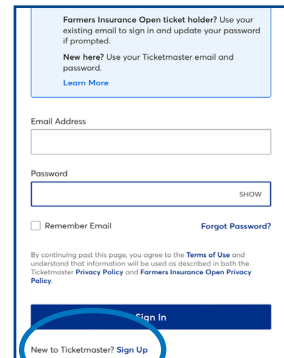 Farmers Insurance Open ticket holder? Use your
existing email to sign in and update your password
if prompted.
New here? Use your Ticketmaster email and
password.
Learn More
Email Address
Password
SHOW
Remember Email
Forgot Password?
By continuing past this page, you agree to the Terms of Use and
understand that information will be used as described in both the
Ticketmaster Privacy Policy and Farmers Insurance Open Privacy
Policy.
Sign In
New to Ticketmaster? Sign Up